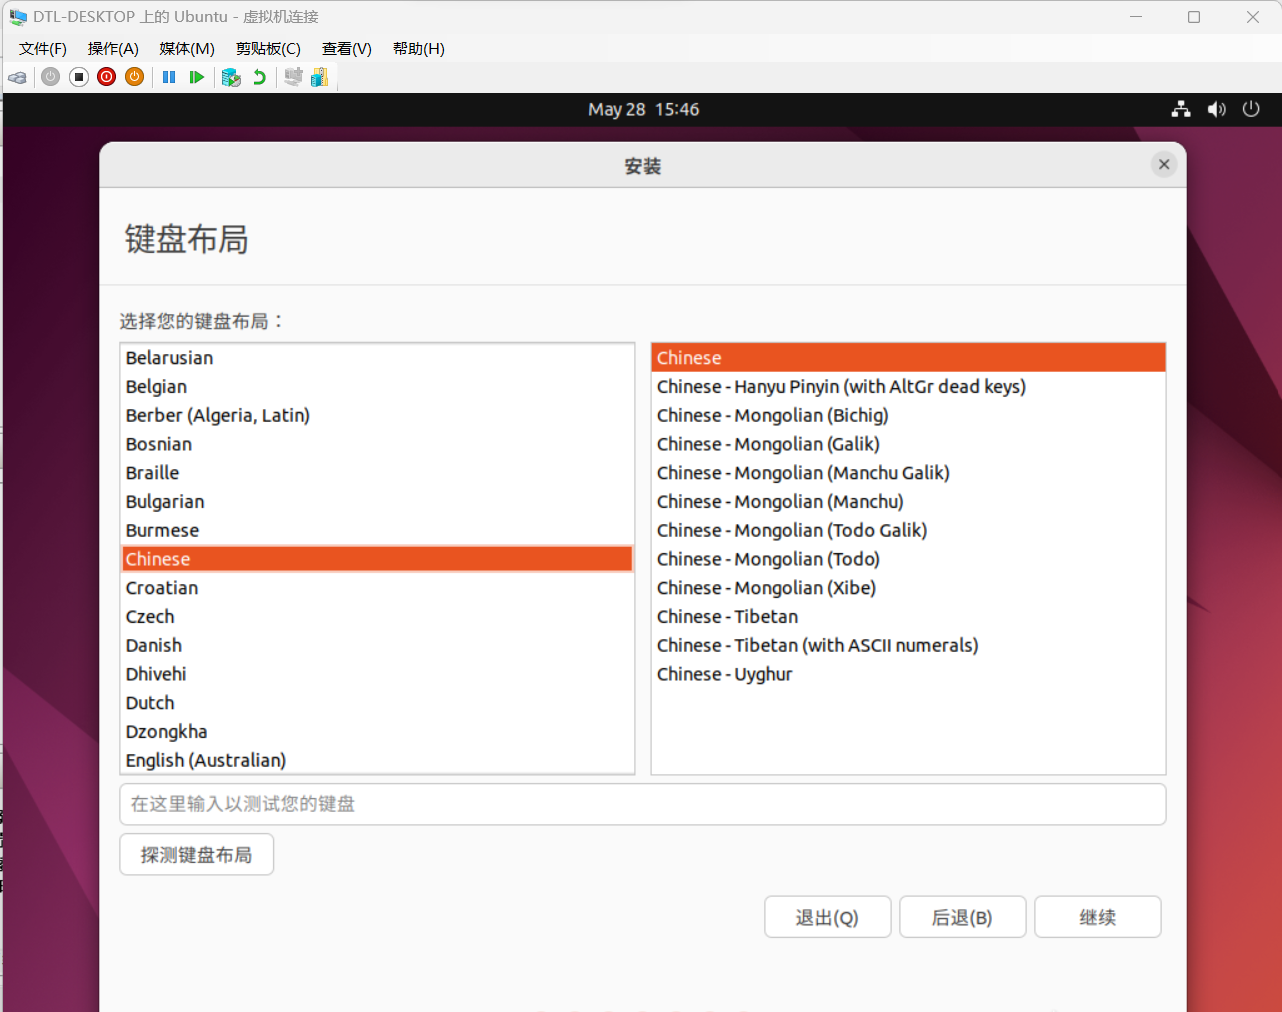 DTL-DESKTOP 上的 Ubuntu - 虚拟机连接
文件(F) 操作(A) 媒体(M) 剪贴板(C) 查看(V) 帮助(H)
May 28 15:46
安装
键盘布局
选择您的键盘布局：
Belarusian
Belgian
Berber (Algeria, Latin)
Bosnian
Braille
Bulgarian
Burmese
Chinese
Croatian
Czech
Danish
Dhivehi
Dutch
Dzongkha
English (Australian)
Chinese
Chinese - Hanyu Pinyin (with AltGr dead keys)
Chinese - Mongolian (Bichig)
Chinese - Mongolian (Galik)
Chinese - Mongolian (Manchu Galik)
Chinese - Mongolian (Manchu)
Chinese - Mongolian (Todo Galik)
Chinese - Mongolian (Todo)
Chinese - Mongolian (Xibe)
Chinese - Tibetan
Chinese - Tibetan (with ASCII numerals)
Chinese - Uyghur
在这里输入以测试您的键盘
探测键盘布局
退出(Q) 后退(B) 继续